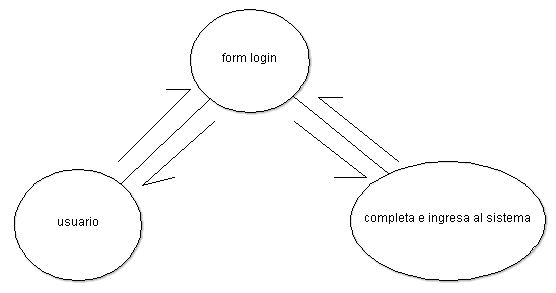 form login
usuario
completa e ingresa al sistema